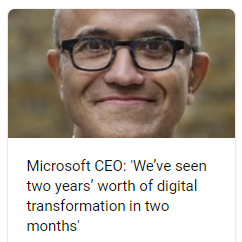 Microsoft CEO: 'We’ve seen
two years’ worth of digital
transformation in two
months'